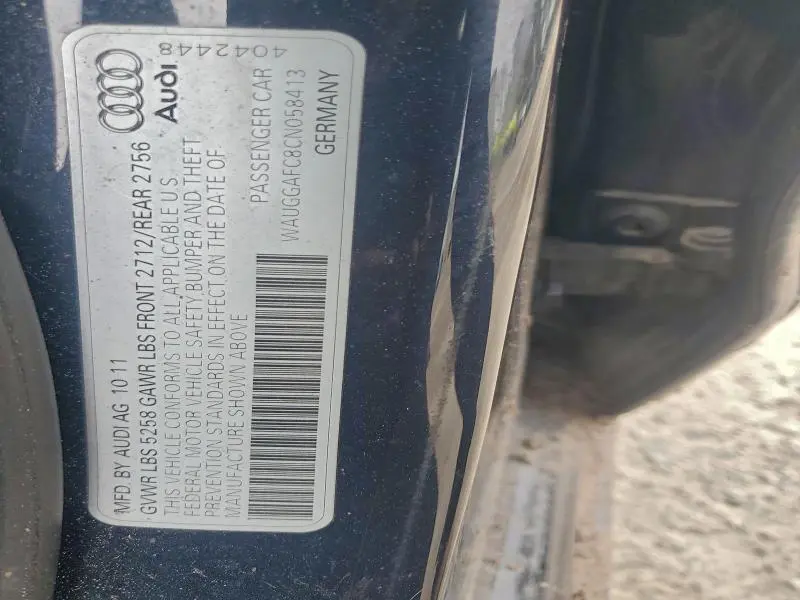 MFD BY AUDI AG 10 11
Audi
GVWR LBS 5258 GAWR LBS FRONT 2712/REAR 2756
THIS VEHICLE CONFORMS TO ALL APPLICABLE U.S.
FEDERAL MOTOR VEHICLE SAFETY, BUMPER AND THEFT
PREVENTION STANDARDS IN EFFECT ON THE DATE OF
MANUFACTURE SHOWN ABOVE
PASSENGER CAR
WAUGGAFC8CN058413
GERMANY